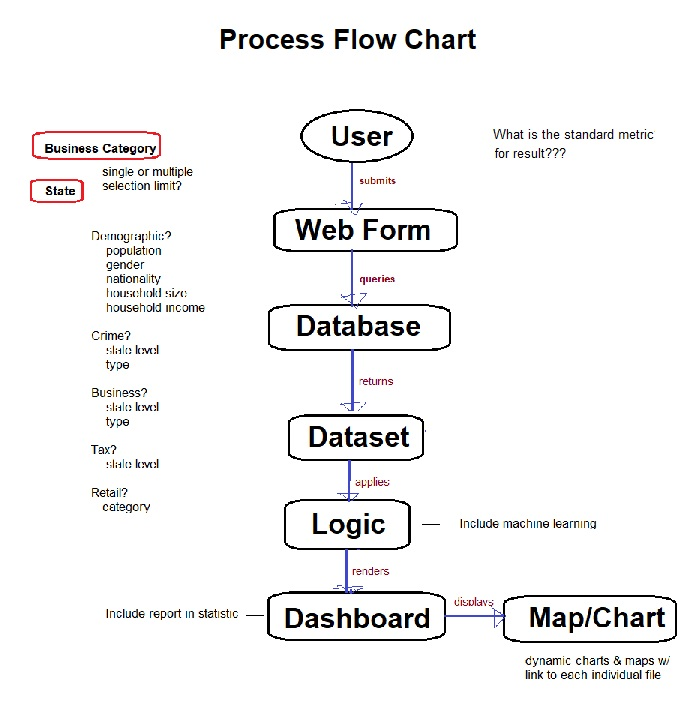 Process Flow Chart
User
What is the standard metric
for result???
Business Category
single or multiple
selection limit?
State
submits
Web Form
Demographic?
population
gender
nationality
household size
household income
queries
Database
Crime?
state level
type
returns
Business?
state level
type
Dataset
Tax?
state level
applies
Retail?
category
Logic
Include machine learning
renders
Include report in statistic
Dashboard
displays
Map/Chart
dynamic charts & maps w/
link to each individual file